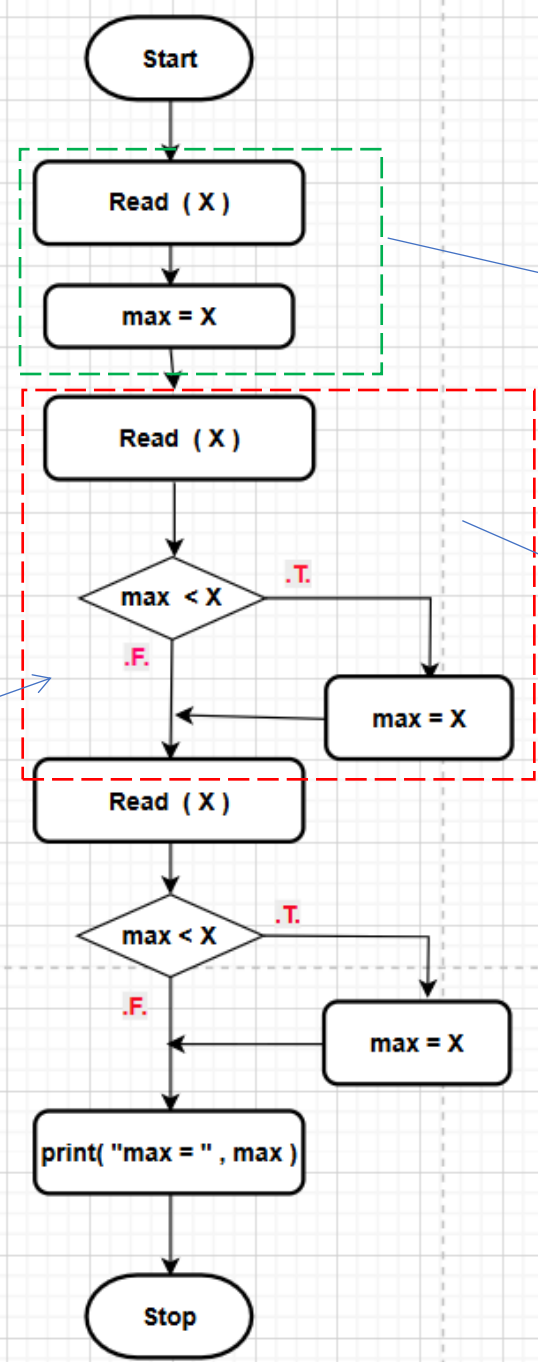 Start
Read ( X )
max = X
Read ( X )
max < X
.T.
.F.
max = X
Read ( X )
max < X
.T.
.F.
max = X
print( "max = " , max )
Stop